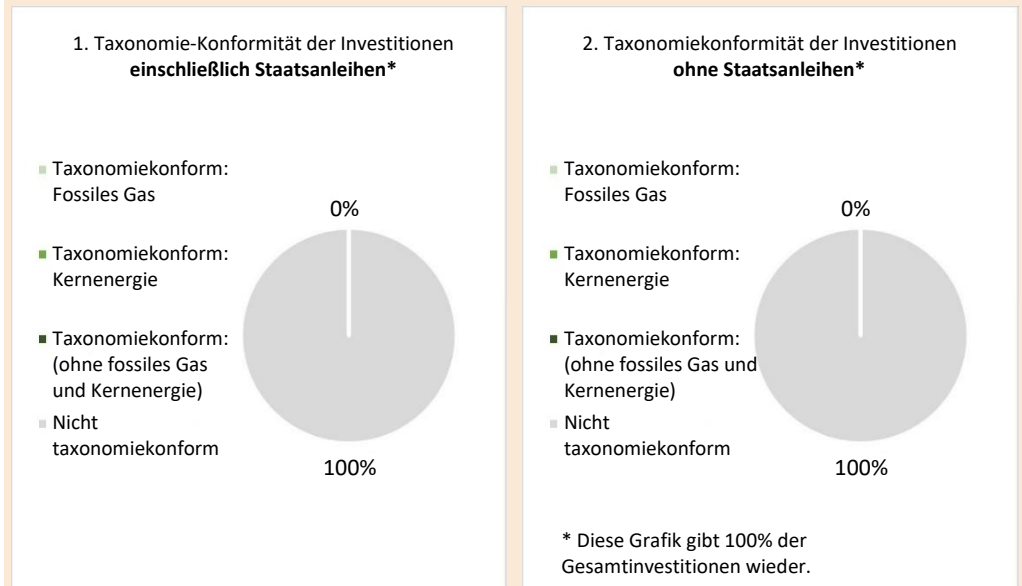 1. Taxonomie-Konformität der Investitionen
einschließlich Staatsanleihen*
Taxonomiekonform:
Fossiles Gas
Taxonomiekonform:
Kernenergie
Taxonomiekonform:
(ohne fossiles Gas
und Kernenergie)
Nicht
taxonomiekonform
0%
100%
2. Taxonomiekonformität der Investitionen
ohne Staatsanleihen*
Taxonomiekonform:
Fossiles Gas
Taxonomiekonform:
Kernenergie
Taxonomiekonform:
(ohne fossiles Gas und
Kernenergie)
Nicht
taxonomiekonform
0%
100%
* Diese Grafik gibt 100% der
Gesamtinvestitionen wieder.